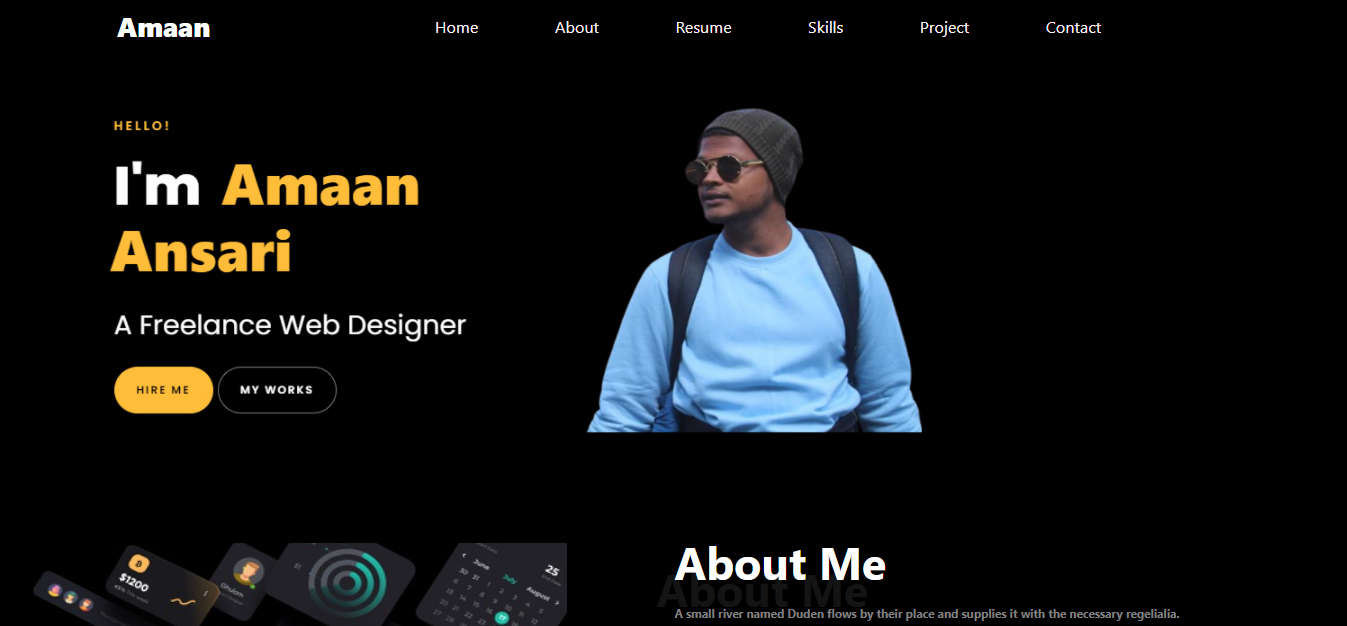 Amaan
Home
About
Resume
Skills
Project
Contact
HELLO!
I'm Amaan
Ansari
A Freelance Web Designer
HIRE ME
MY WORKS
About Me
About Me
A small river named Duden flows by their place and supplies it with the necessary regelialia.
$1200
Ghulam
June
July
August
25
30 31